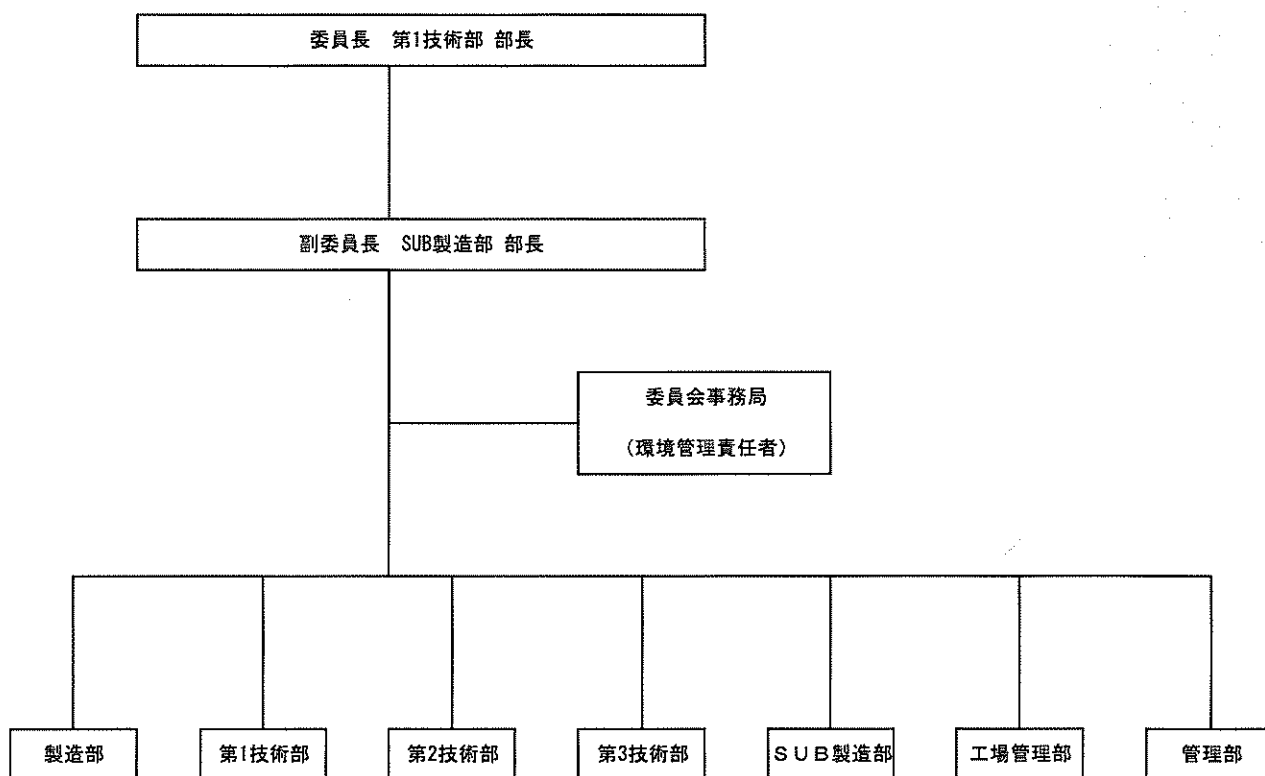 委員長　第1技術部 部長
副委員長　SUB製造部 部長
委員会事務局
(環境管理責任者)
製造部
第1技術部
第2技術部
第3技術部
ＳＵＢ製造部
工場管理部
管理部